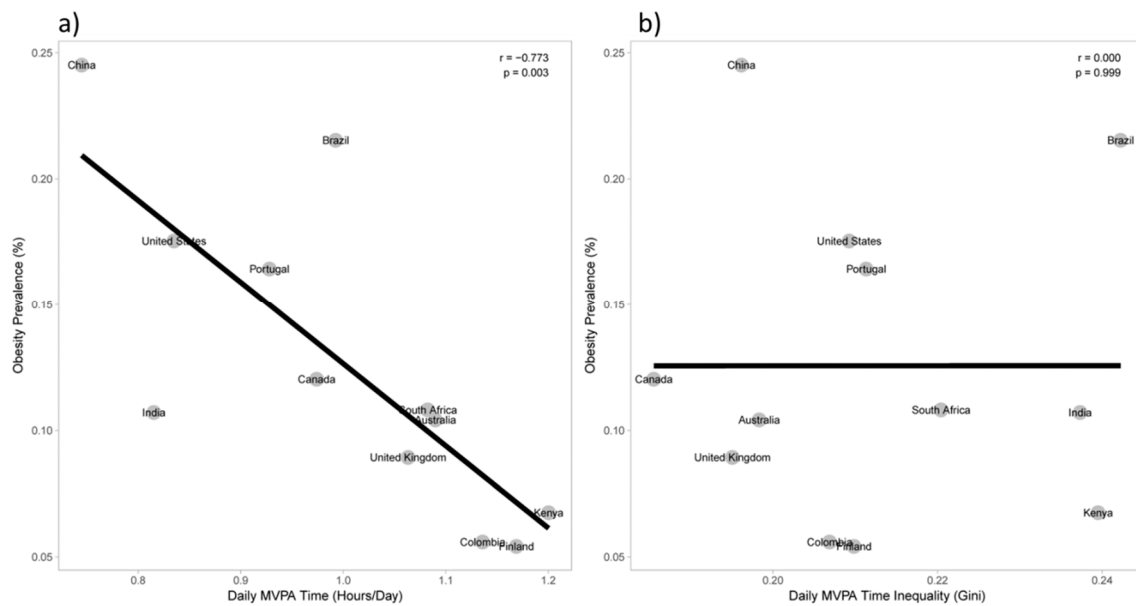 a)
r = −0.773
p = 0.003
0.25
0.20
0.15
0.10
0.05
Obesity Prevalence (%)
China
Brazil
United States
Portugal
Canada
India
South Africa
Australia
United Kingdom
Kenya
Colombia
Finland
0.8 0.9 1.0 1.1 1.2
Daily MVPA Time (Hours/Day)
b)
r = 0.000
p = 0.999
0.25
0.20
0.15
0.10
0.05
Obesity Prevalence (%)
China
Brazil
United States
Portugal
Canada
South Africa
India
Australia
United Kingdom
Kenya
Colombia
Finland
0.20 0.22 0.24
Daily MVPA Time Inequality (Gini)